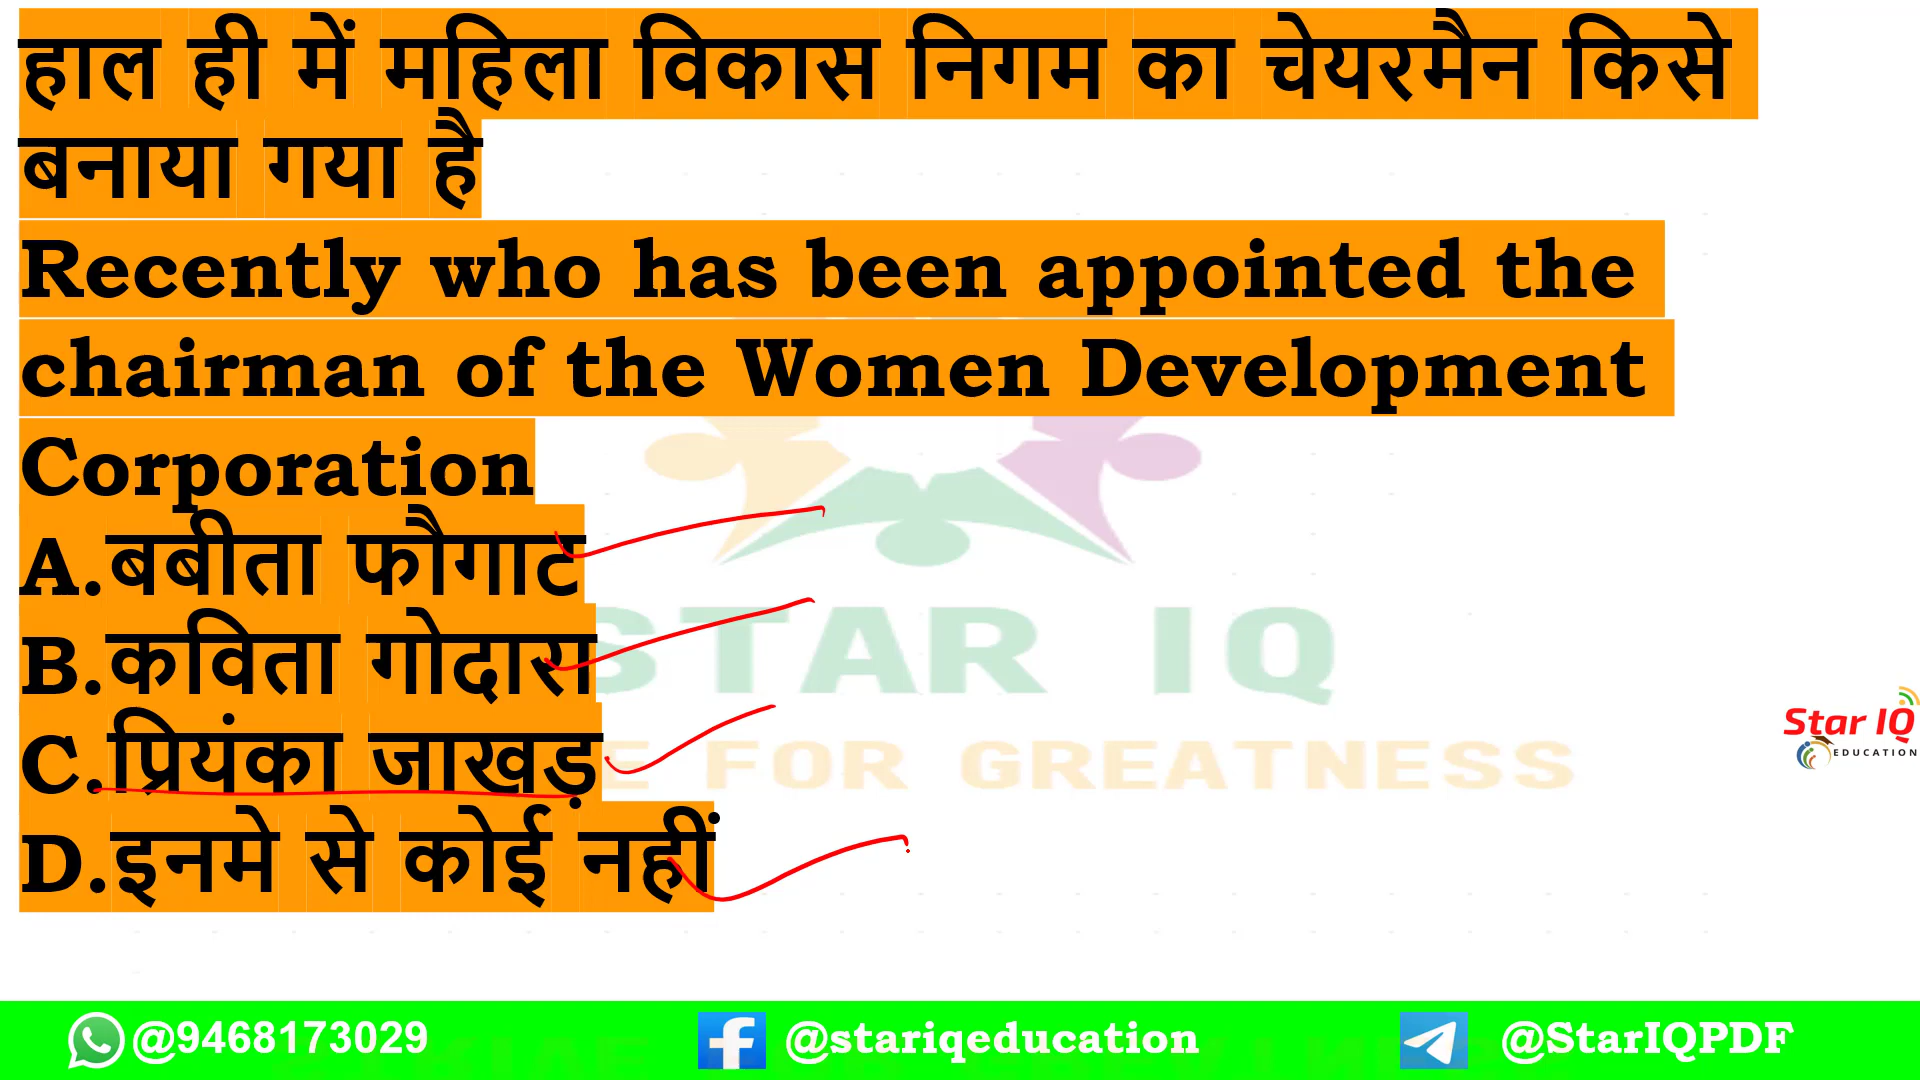 हाल ही में महिला विकास निगम का चेयरमैन किसे
बनाया गया है
Recently who has been appointed the
chairman of the Women Development
Corporation
A.बबीता फौगाट
B.कविता गोदारा
C.प्रियंका जाखड़
D.इनमे से कोई नहीं
STAR IQ
E FOR GREATNESS
Star IQ
EDUCATION
@9468173029 @stariqeducation @StarIQPDF